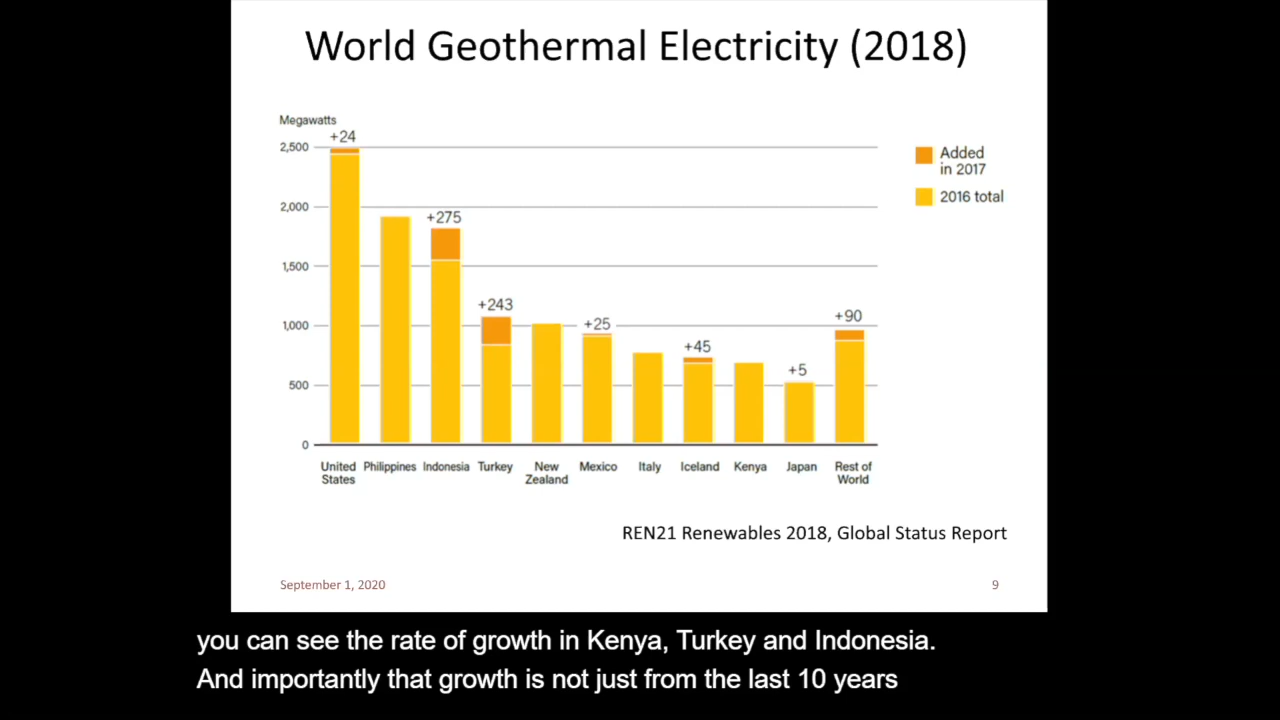 World Geothermal Electricity (2018)
Megawatts
+24
2,500
Added
in 2017
2016 total
2,000
+275
1,500
+243
1,000
+25
+90
+45
500
+5
0
United States
Philippines
Indonesia
Turkey
New Zealand
Mexico
Italy
Iceland
Kenya
Japan
Rest of World
REN21 Renewables 2018, Global Status Report
September 1, 2020
9
you can see the rate of growth in Kenya, Turkey and Indonesia.
And importantly that growth is not just from the last 10 years